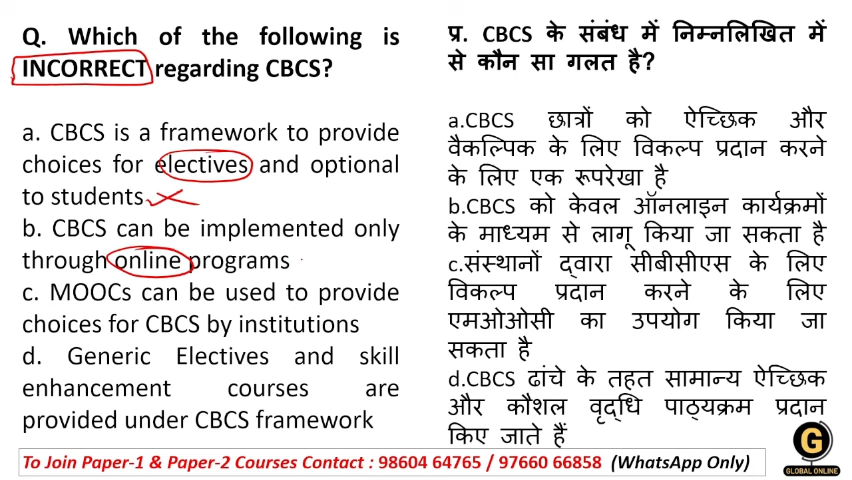 Q. Which of the following is
INCORRECT regarding CBCS?
a. CBCS is a framework to provide
choices for electives and optional
to students
b. CBCS can be implemented only
through online programs
c. MOOCs can be used to provide
choices for CBCS by institutions
d. Generic Electives and skill
enhancement courses are
provided under CBCS framework
प्र. CBCS के संबंध में निम्नलिखित में
से कौन सा गलत है?
a.CBCS छात्रों को ऐच्छिक और
वैकल्पिक के लिए विकल्प प्रदान करने
के लिए एक रूपरेखा है
b.CBCS को केवल ऑनलाइन कार्यक्रमों
के माध्यम से लागू किया जा सकता है
c.संस्थानों द्वारा सीबीसीएस के लिए
विकल्प प्रदान करने के लिए
एमओओसी का उपयोग किया जा
सकता है
d.CBCS ढांचे के तहत सामान्य ऐच्छिक
और कौशल वृद्धि पाठ्यक्रम प्रदान
किए जाते हैं
To Join Paper-1 & Paper-2 Courses Contact : 98604 64765 / 97660 66858 (WhatsApp Only)
G
GLOBAL ONLINE